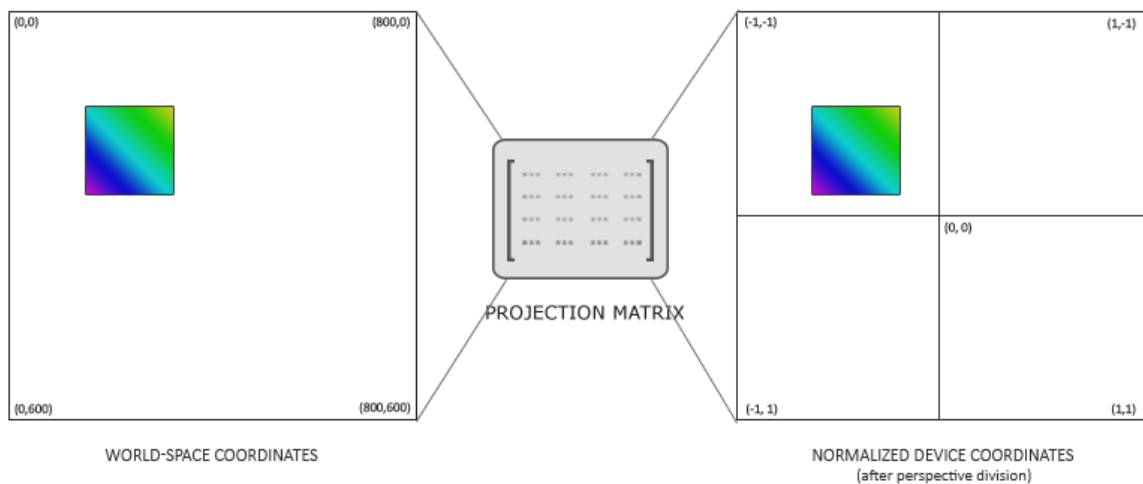 (0,0)
(800,0)
(-1,-1)
(1,-1)
(0, 0)
PROJECTION MATRIX
(0,600)
(800,600)
(-1, 1)
(1,1)
WORLD-SPACE COORDINATES
NORMALIZED DEVICE COORDINATES
(after perspective division)